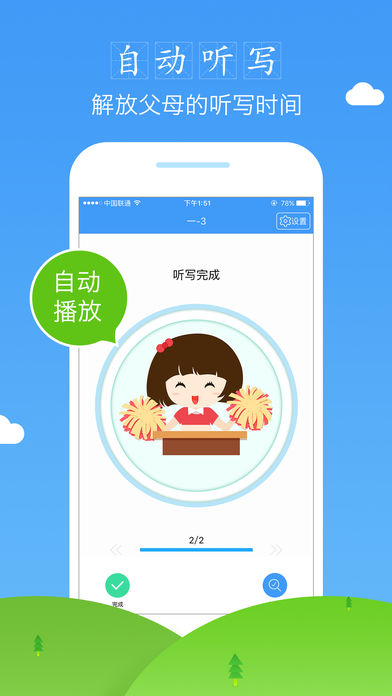 自动听写
解放父母的听写时间
中国联通 下午1:51 78%
一-3
设置
自动
播放
听写完成
2/2
完成